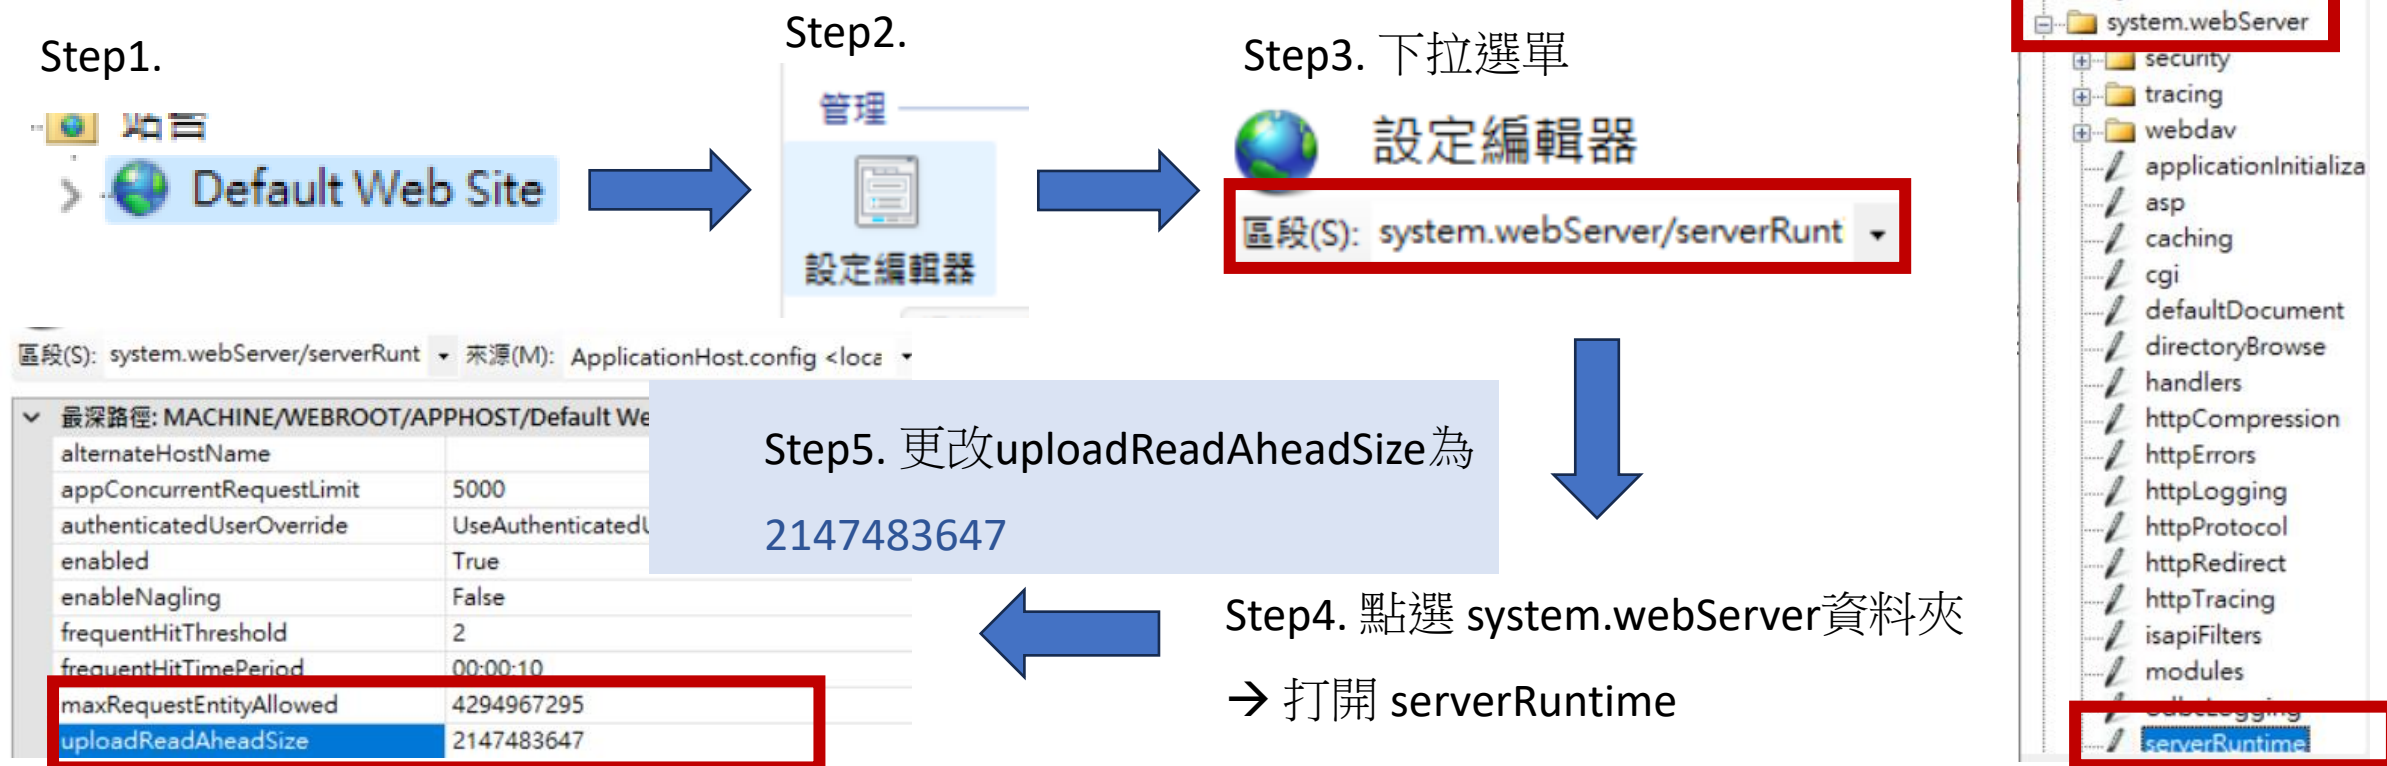 Step1.
站台
Default Web Site
Step2.
管理
設定編輯器
Step3. 下拉選單
設定編輯器
區段(S): system.webServer/serverRunt
system.webServer
security
tracing
webdav
applicationInitializa
asp
caching
cgi
defaultDocument
directoryBrowse
handlers
httpCompression
httpErrors
httpLogging
httpProtocol
httpRedirect
httpTracing
isapiFilters
modules
odbcLogging
serverRuntime
Step4. 點選 system.webServer資料夾
→ 打開 serverRuntime
Step5. 更改uploadReadAheadSize為
2147483647
區段(S): system.webServer/serverRunt 來源(M): ApplicationHost.config <loca
最深路徑: MACHINE/WEBROOT/APPHOST/Default We
alternateHostName
appConcurrentRequestLimit 5000
authenticatedUserOverride UseAuthenticatedU
enabled True
enableNagling False
frequentHitThreshold 2
frequentHitTimePeriod 00:00:10
maxRequestEntityAllowed 4294967295
uploadReadAheadSize 2147483647